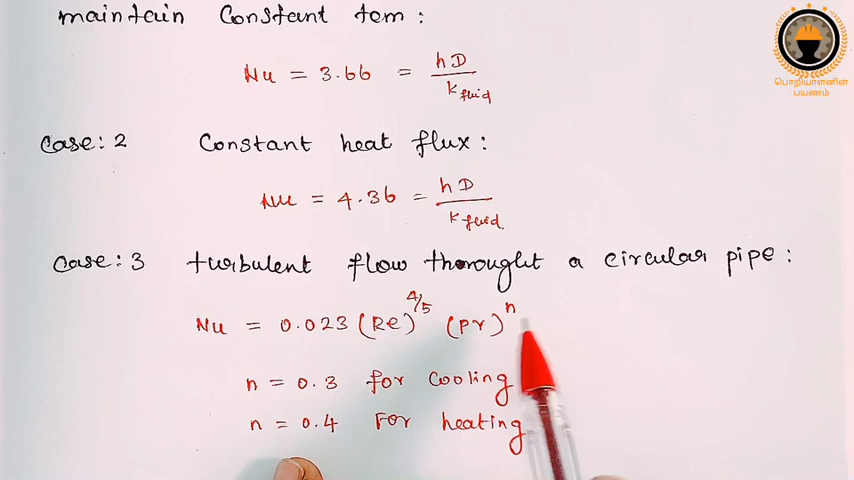 maintain Constant tem :
Nu = 3.66 = hD / kfluid
Case: 2 Constant heat flux :
Nu = 4.36 = hD / kfluid
Case: 3 turbulent flow thorought a circular pipe :
Nu = 0.023 (Re)^4/5 (Pr)^n
n = 0.3 for Cooling
n = 0.4 For heating
பொறியாளனின்
பயணம்